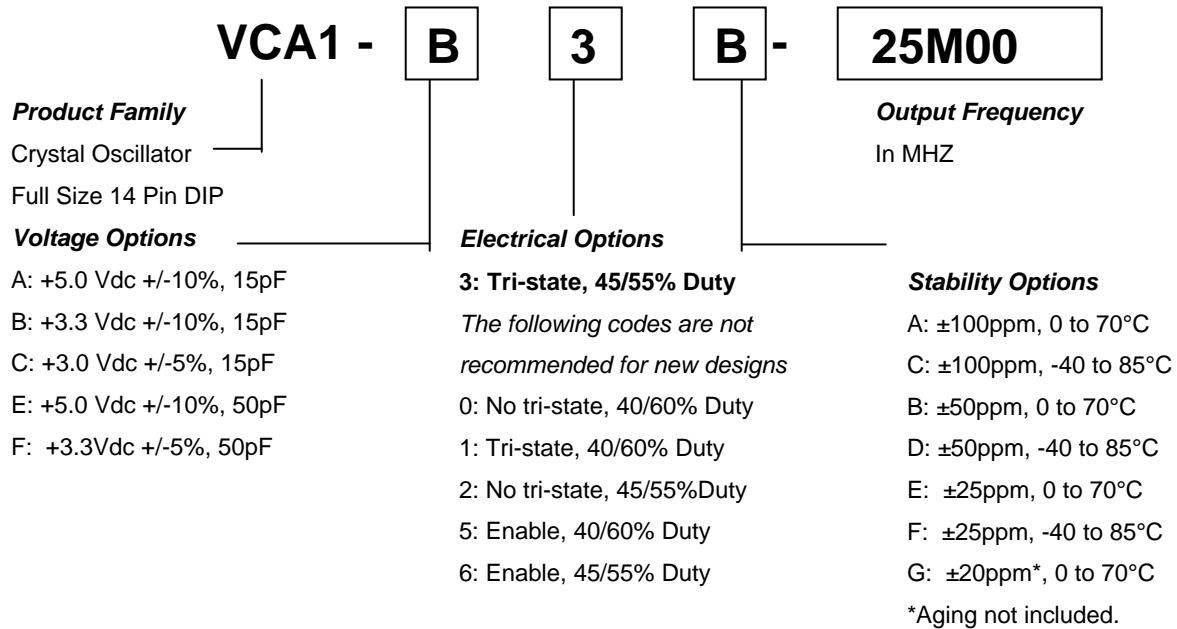 VCA1 - B 3 B - 25M00
Product Family
Crystal Oscillator
Full Size 14 Pin DIP
Voltage Options
A: +5.0 Vdc +/-10%, 15pF
B: +3.3 Vdc +/-10%, 15pF
C: +3.0 Vdc +/-5%, 15pF
E: +5.0 Vdc +/-10%, 50pF
F: +3.3Vdc +/-5%, 50pF
Electrical Options
3: Tri-state, 45/55% Duty
The following codes are not
recommended for new designs
0: No tri-state, 40/60% Duty
1: Tri-state, 40/60% Duty
2: No tri-state, 45/55%Duty
5: Enable, 40/60% Duty
6: Enable, 45/55% Duty
Output Frequency
In MHZ
Stability Options
A: ±100ppm, 0 to 70°C
C: ±100ppm, -40 to 85°C
B: ±50ppm, 0 to 70°C
D: ±50ppm, -40 to 85°C
E: ±25ppm, 0 to 70°C
F: ±25ppm, -40 to 85°C
G: ±20ppm*, 0 to 70°C
*Aging not included.